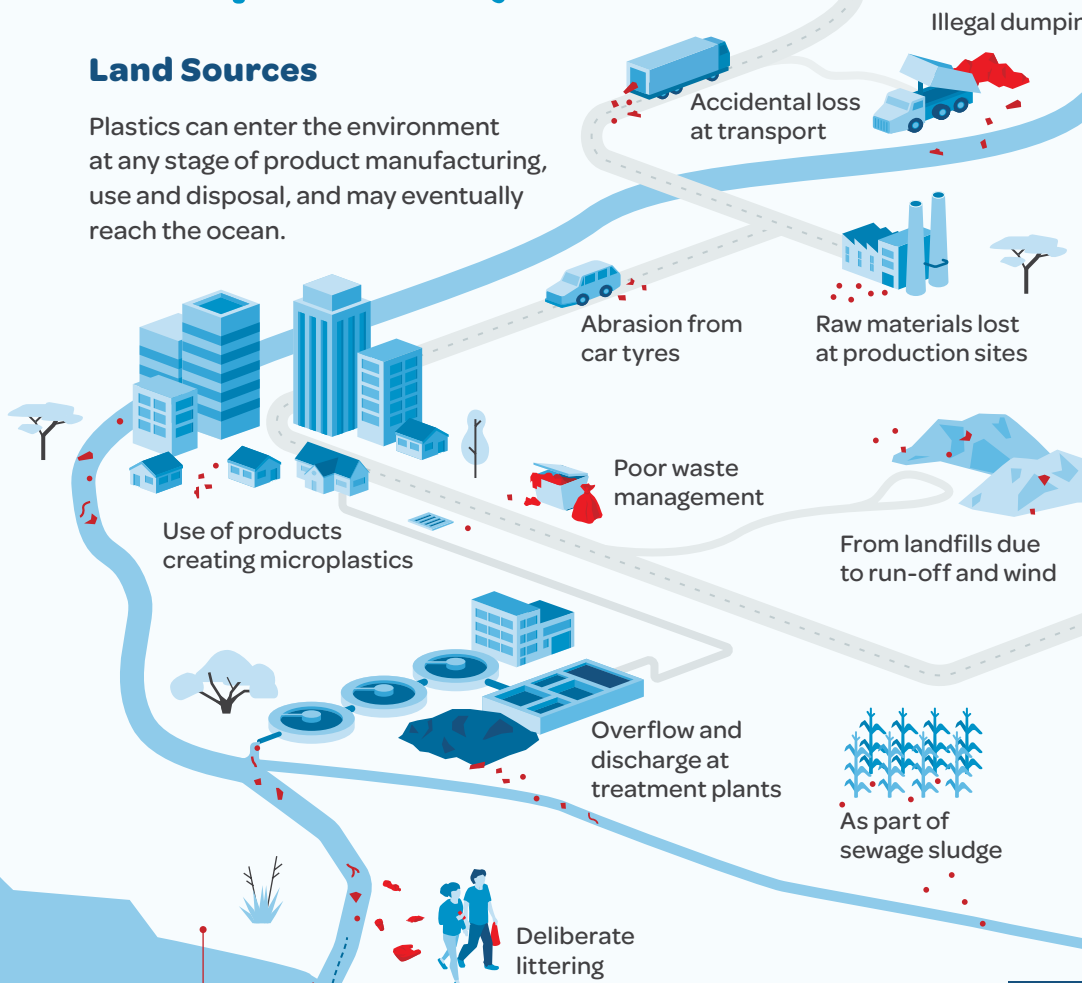 Land Sources
Plastics can enter the environment
at any stage of product manufacturing,
use and disposal, and may eventually
reach the ocean.
Illegal
Accidental loss
at transport
Abrasion from
car tyres
Raw materials lost
at production sites
Poor waste
management
Use of products
creating microplastics
From landfills due
to run-off and wind
Overflow and
discharge at
treatment plants
As part of
sewage sludge
Deliberate
littering